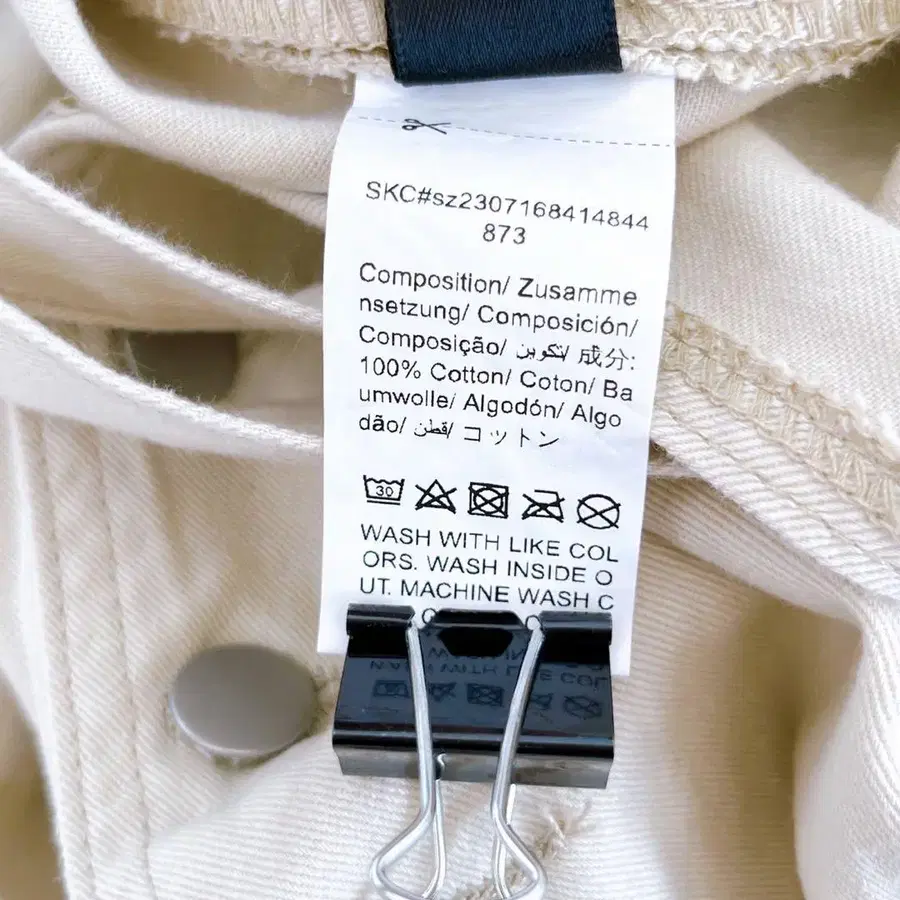 SKC#sz2307168414844
873
Composition/ Zusamme
nsetzung/ Composición/
Composição/ تكوين/ 成分:
100% Cotton/ Coton/ Ba
umwolle/ Algodón/ Algo
dão/ قطن/ コットン
30
WASH WITH LIKE COL
ORS. WASH INSIDE O
UT. MACHINE WASH C